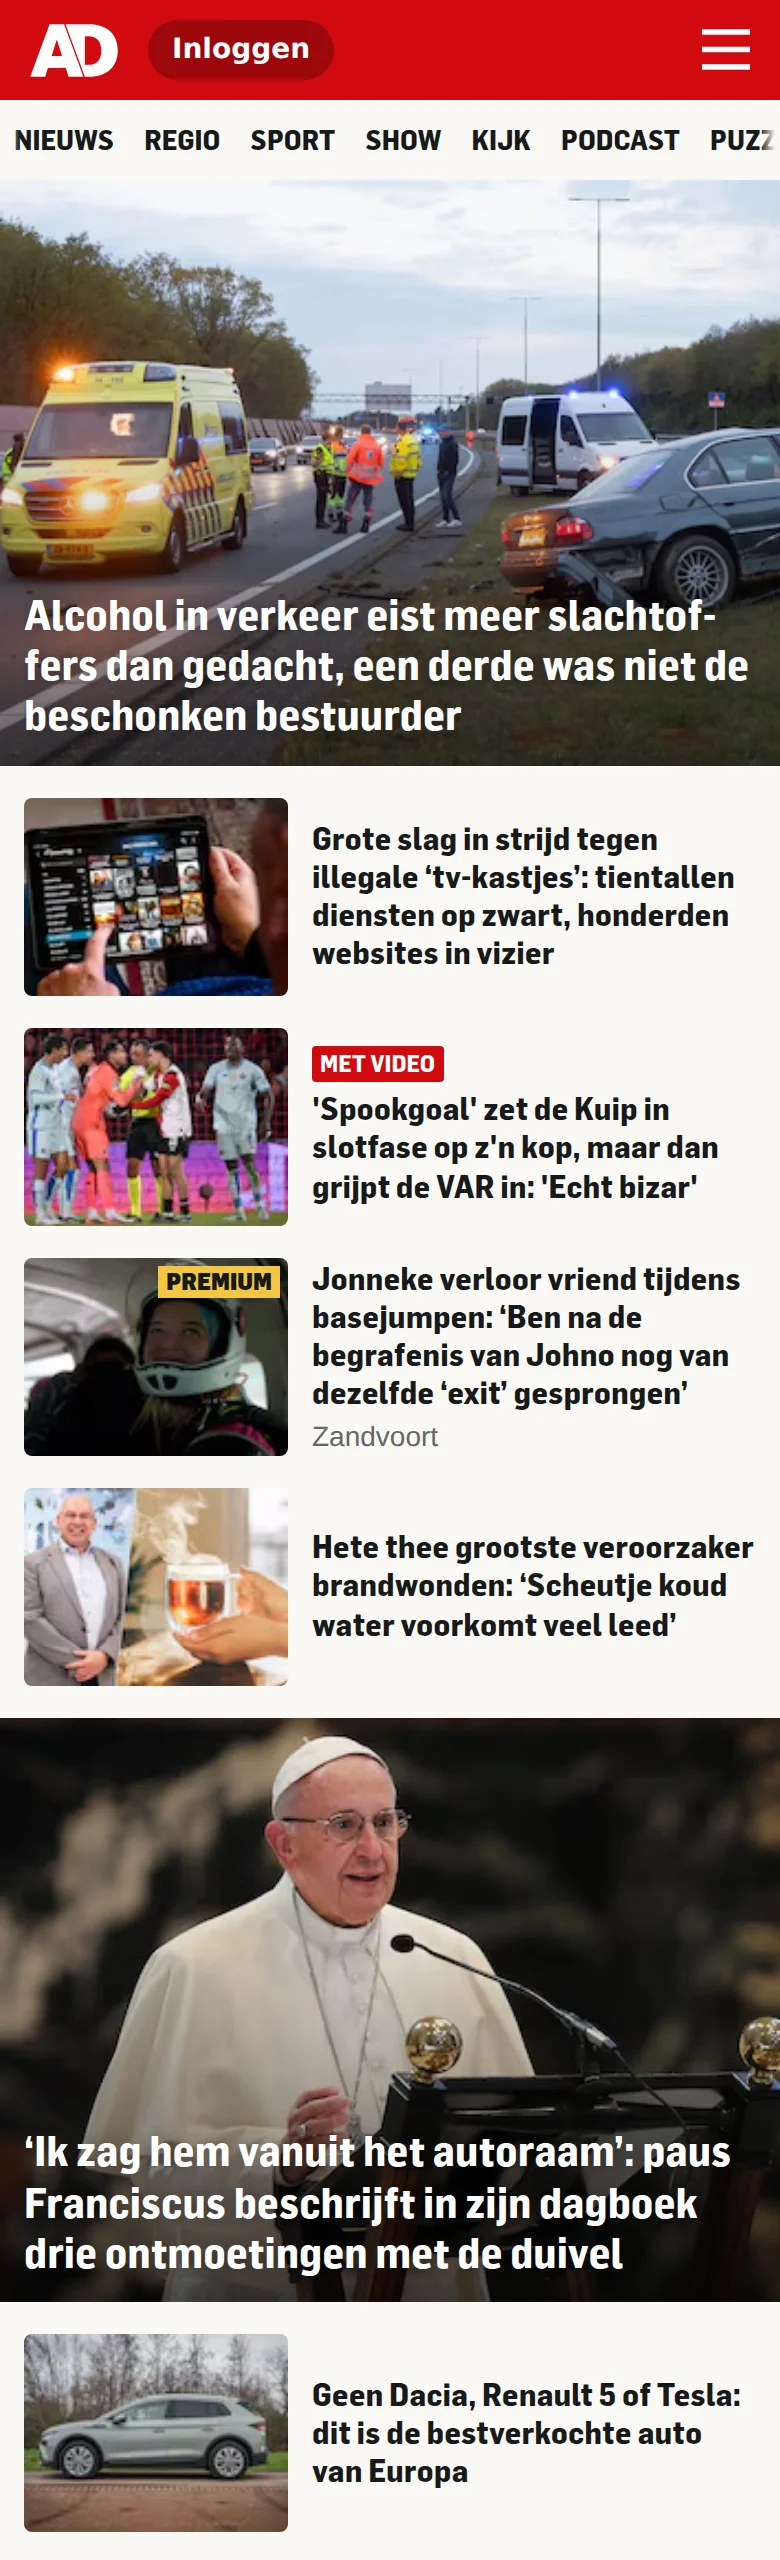 AD
Inloggen
NIEUWS REGIO SPORT SHOW KIJK PODCAST PUZZ
Alcohol in verkeer eist meer slachtof-
fers dan gedacht, een derde was niet de
beschonken bestuurder
Grote slag in strijd tegen
illegale ‘tv-kastjes’: tientallen
diensten op zwart, honderden
websites in vizier
MET VIDEO
'Spookgoal' zet de Kuip in
slotfase op z'n kop, maar dan
grijpt de VAR in: 'Echt bizar'
PREMIUM
Jonneke verloor vriend tijdens
basejumpen: ‘Ben na de
begrafenis van Johno nog van
dezelfde ‘exit’ gesprongen’
Zandvoort
Hete thee grootste veroorzaker
brandwonden: ‘Scheutje koud
water voorkomt veel leed’
‘Ik zag hem vanuit het autoraam’: paus
Franciscus beschrijft in zijn dagboek
drie ontmoetingen met de duivel
Geen Dacia, Renault 5 of Tesla:
dit is de bestverkochte auto
van Europa